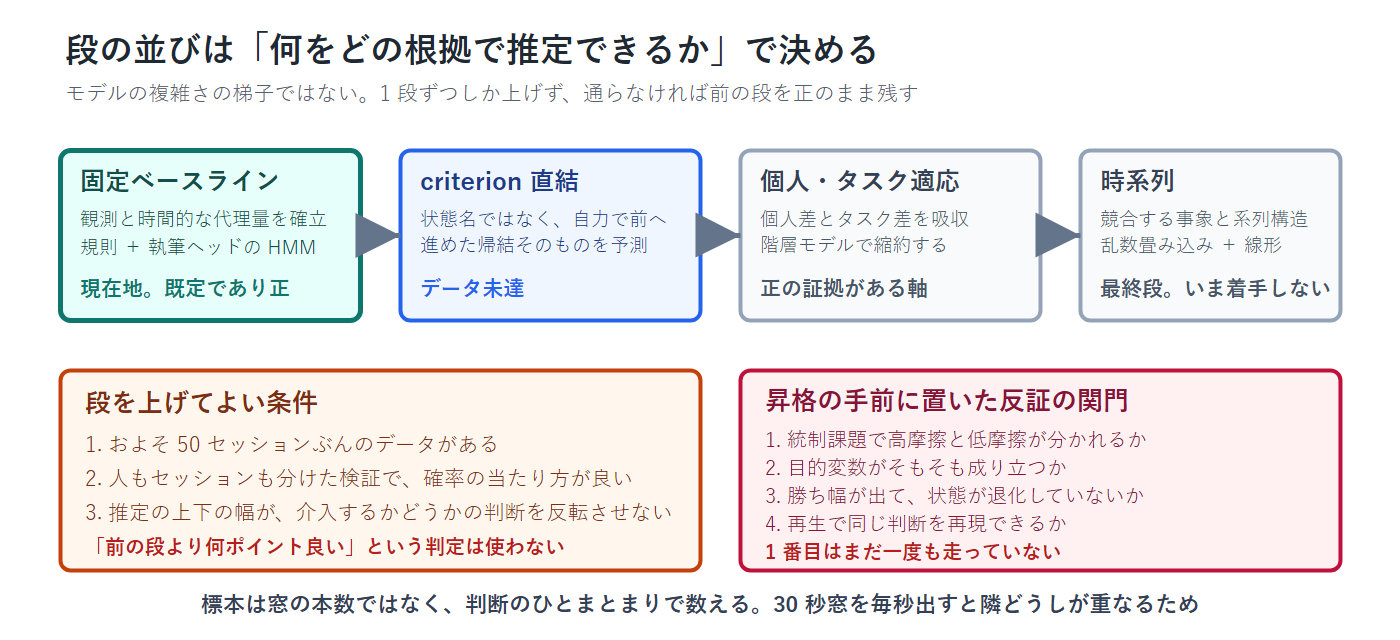 段の並びは「何をどの根拠で推定できるか」で決める
モデルの複雑さの梯子ではない。1 段ずつしか上げず、通らなければ前の段を正のまま残す
固定ベースライン
観測と時間的な代理量を確立
規則 + 執筆ヘッドの HMM
現在地。既定であり正
criterion 直結
状態名ではなく、自力で前へ
進めた帰結そのものを予測
データ未達
個人・タスク適応
個人差とタスク差を吸収
階層モデルで縮約する
正の証拠がある軸
時系列
競合する事象と系列構造
乱数畳み込み + 線形
最終段。いま着手しない
段を上げてよい条件
1. およそ 50 セッションぶんのデータがある
2. 人もセッションも分けた検証で、確率の当たり方が良い
3. 推定の上下の幅が、介入するかどうかの判断を反転させない
「前の段より何ポイント良い」という判定は使わない
昇格の手前に置いた反証の関門
1. 統制課題で高摩擦と低摩擦が分かれるか
2. 目的変数がそもそも成り立つか
3. 勝ち幅が出て、状態が退化していないか
4. 再生で同じ判断を再現できるか
1 番目はまだ一度も走っていない
標本は窓の本数ではなく、判断のひとまとまりで数える。30 秒窓を毎秒出すと隣どうしが重なるため